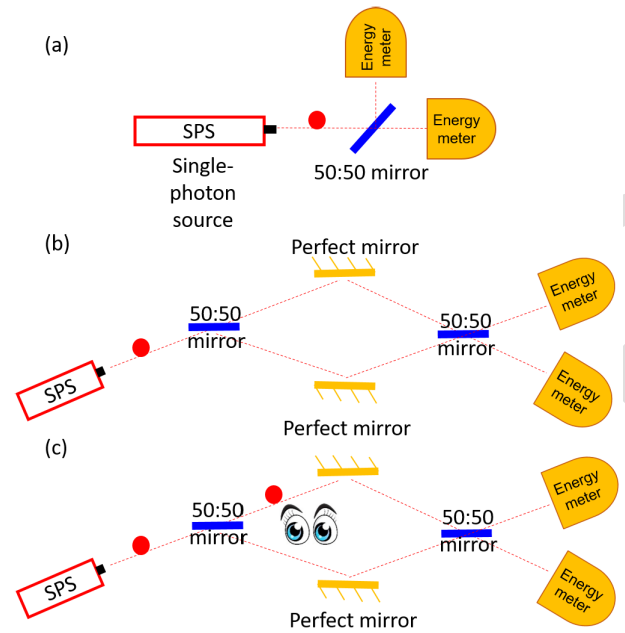 (a)
Energy
meter
SPS
Energy
meter
Single-
photon
source
50:50 mirror
(b)
Perfect mirror
50:50
mirror
50:50
mirror
Energy
meter
SPS
Energy
meter
Perfect mirror
(c)
50:50
mirror
50:50
mirror
Energy
meter
SPS
Energy
meter
Perfect mirror